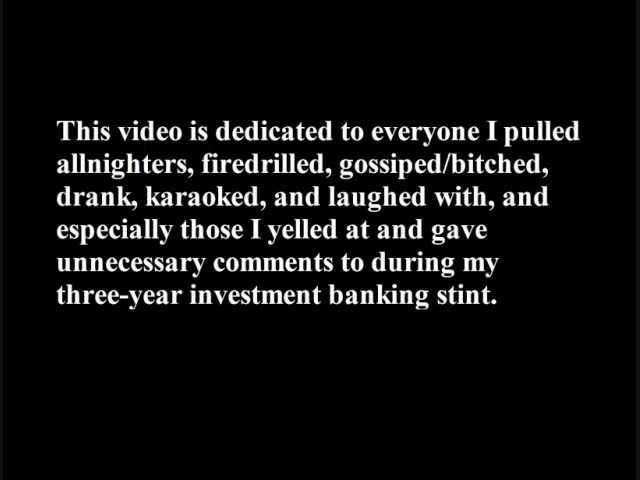 This video is dedicated to everyone I pulled
allnighters, firedrilled, gossiped/bitched,
drank, karaoked, and laughed with, and
especially those I yelled at and gave
unnecessary comments to during my
three-year investment banking stint.